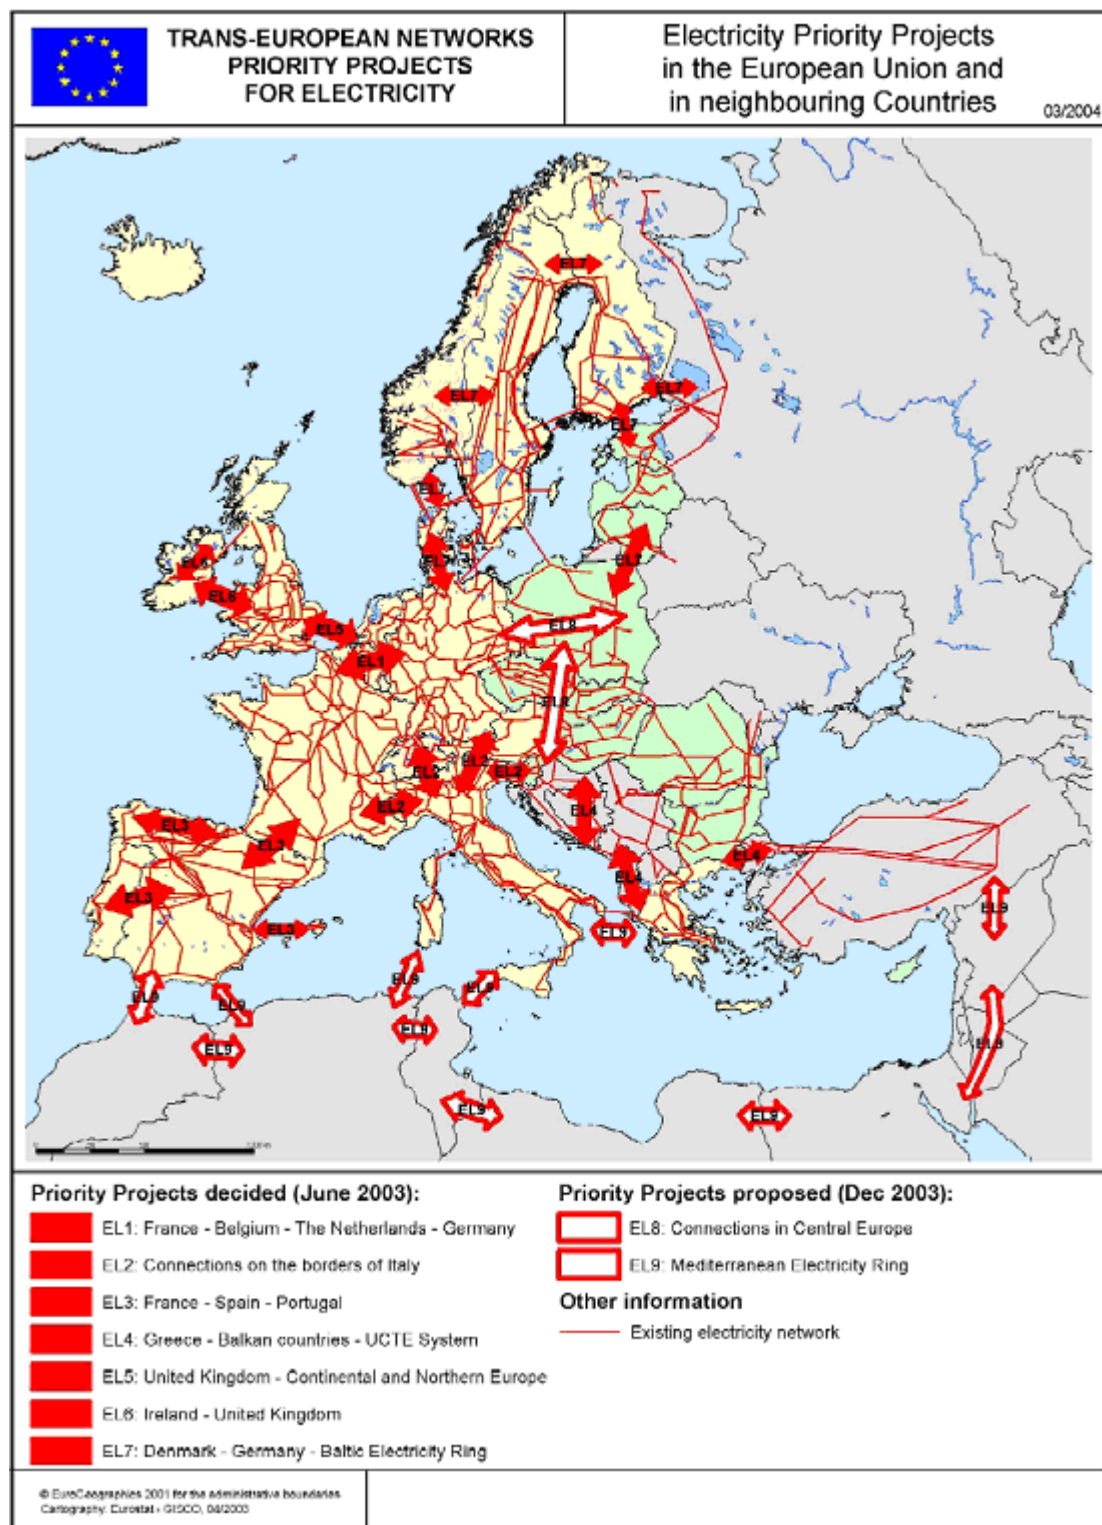 TRANS-EUROPEAN NETWORKS
PRIORITY PROJECTS
FOR ELECTRICITY
Electricity Priority Projects
in the European Union and
in neighbouring Countries
03/2004
EL7
EL7
EL7
EL7
EL7
EL7
EL7
EL6
EL6
EL5
EL8
EL1
EL8
EL2
EL2
EL2
EL2
EL4
EL3
EL3
EL4
EL4
EL3
EL9
EL3
EL9
EL9
EL9
EL9
EL9
EL9
EL9
EL9
EL9
EL9
Priority Projects decided (June 2003):
EL1: France - Belgium - The Netherlands - Germany
EL2: Connections on the borders of Italy
EL3: France - Spain - Portugal
EL4: Greece - Balkan countries - UCTE System
EL5: United Kingdom - Continental and Northern Europe
EL6: Ireland - United Kingdom
EL7: Denmark - Germany - Baltic Electricity Ring
Priority Projects proposed (Dec 2003):
EL8: Connections in Central Europe
EL9: Mediterranean Electricity Ring
Other information
Existing electricity network
© EuroGeographics 2001 for the administrative boundaries
Cartography: Eurostat - GISCO, 04/2003